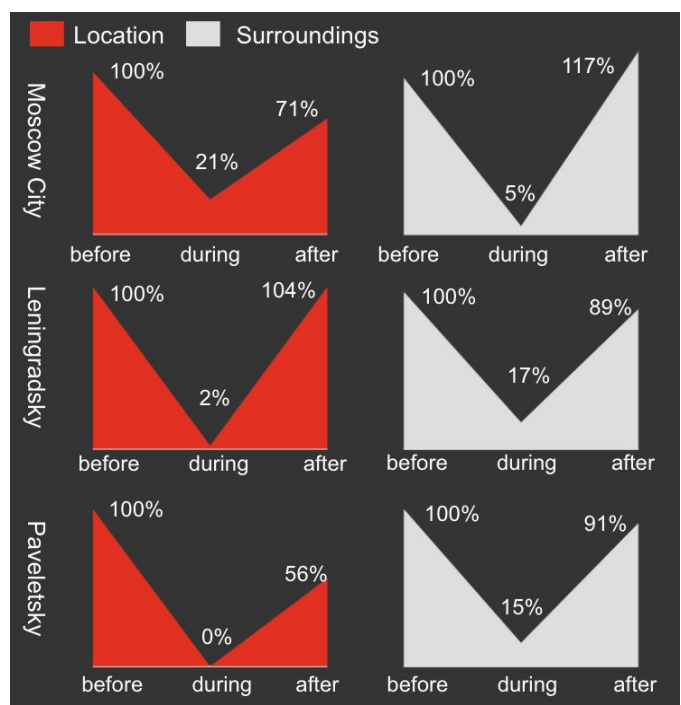 Location Surroundings
Moscow City
100%
21%
71%
before during after
100%
5%
117%
before during after
Leningradsky
100%
2%
104%
before during after
100%
17%
89%
before during after
Paveletsky
100%
0%
56%
before during after
100%
15%
91%
before during after